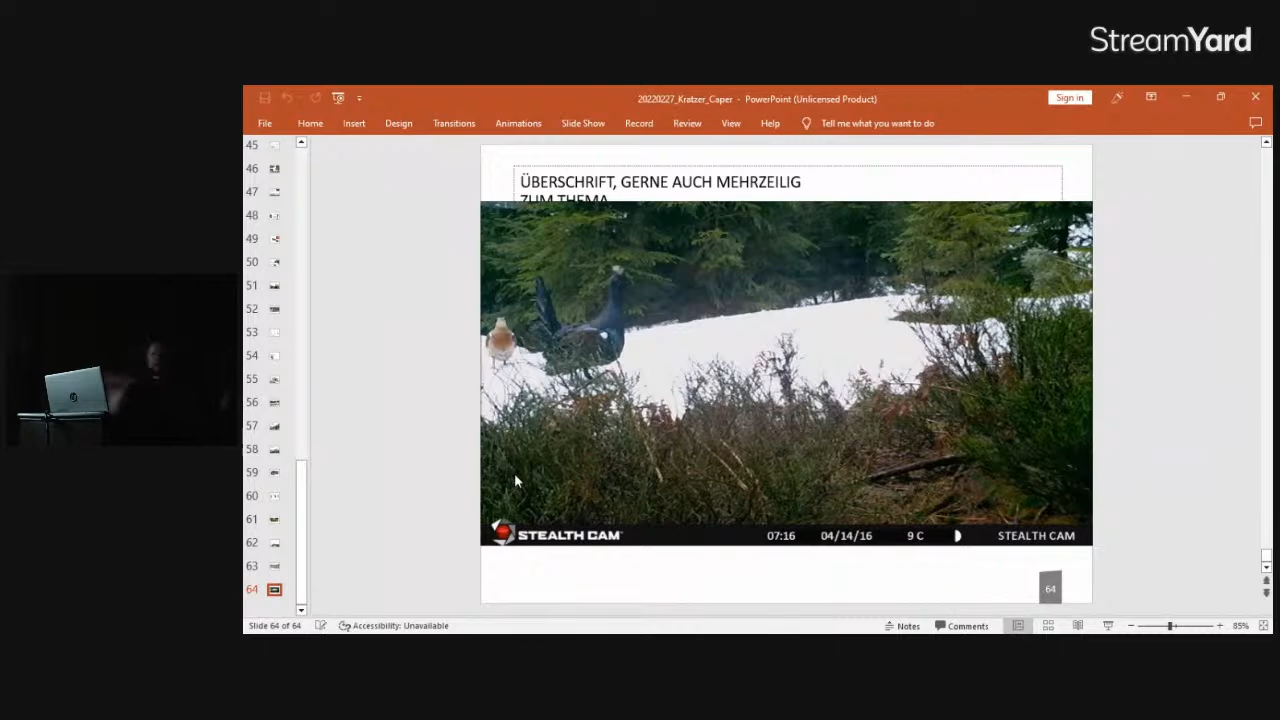 StreamYard
20220227_Kratzer_Caper - PowerPoint (Unlicensed Product)
Sign in
File Home Insert Design Transitions Animations Slide Show Record Review View Help Tell me what you want to do
45
46
47
48
49
50
51
52
53
54
55
56
57
58
59
60
61
62
63
64
ÜBERSCHRIFT, GERNE AUCH MEHRZEILIG
ZUM THEMA
STEALTH CAM 07:16 04/14/16 9 C STEALTH CAM
64
Slide 64 of 64 Accessibility: Unavailable Notes Comments 85%